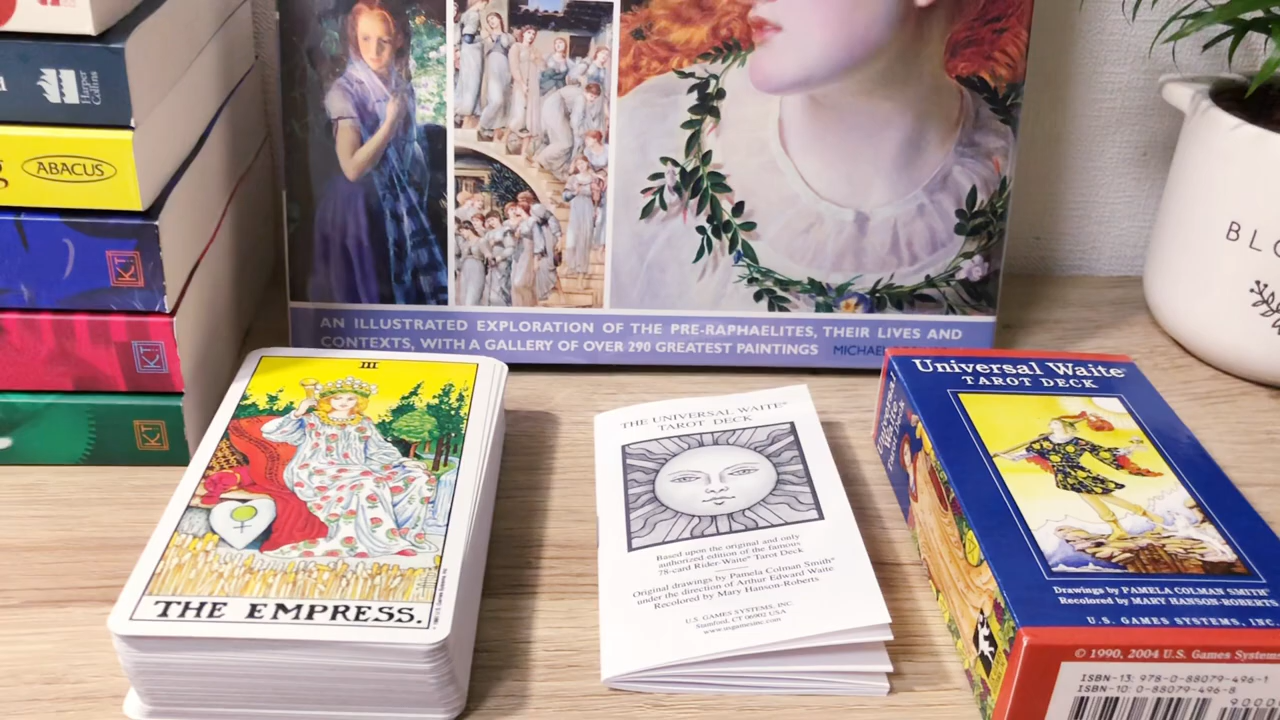 Harper
Collins
ABACUS
AN ILLUSTRATED EXPLORATION OF THE PRE-RAPHAELITES, THEIR LIVES AND
CONTEXTS, WITH A GALLERY OF OVER 290 GREATEST PAINTINGS MICHAEL
BLO
III
THE EMPRESS.
THE UNIVERSAL WAITE®
TAROT DECK
Based upon the original and only
authorized edition of the famous
78-card Rider-Waite® Tarot Deck
Original drawings by Pamela Colman Smith®
under the direction of Arthur Edward Waite
Recolored by Mary Hanson-Roberts
U.S. GAMES SYSTEMS, INC.
Stamford, CT 06902 USA
www.usgamesinc.com
Universal Waite®
TAROT DECK
Universal
Waite
Drawings by PAMELA COLMAN SMITH®
Recolored by MARY HANSON-ROBERTS
U.S. GAMES SYSTEMS, INC.
© 1990, 2004 U.S. Games Systems
ISBN-13: 978-0-88079-496-1
ISBN-10: 0-88079-496-8
9000